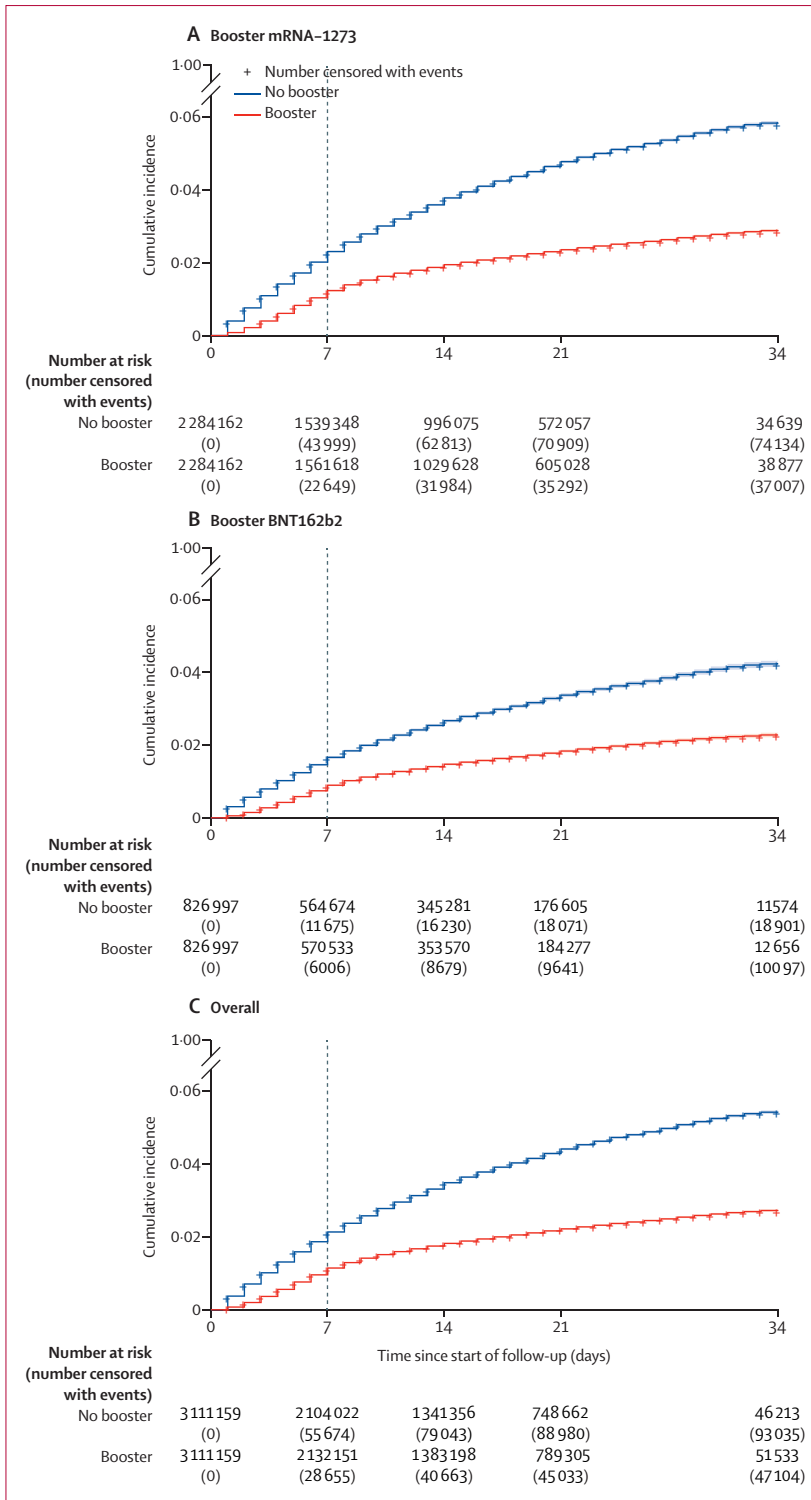 A Booster mRNA–1273
1·00
+ Number censored with events
No booster
Booster
0·06
0·04
0·02
0
Cumulative incidence
0 7 14 21 34
Number at risk
(number censored
with events)
No booster 2 284 162 1 539 348 996 075 572 057 34 639
(0) (43 999) (62 813) (70 909) (74 134)
Booster 2 284 162 1 561 618 1 029 628 605 028 38 877
(0) (22 649) (31 984) (35 292) (37 007)
B Booster BNT162b2
1·00
0·06
0·04
0·02
0
Cumulative incidence
0 7 14 21 34
Number at risk
(number censored
with events)
No booster 826 997 564 674 345 281 176 605 11 574
(0) (11 675) (16 230) (18 071) (18 901)
Booster 826 997 570 533 353 570 184 277 12 656
(0) (6006) (8679) (9641) (10 097)
C Overall
1·00
0·06
0·04
0·02
0
Cumulative incidence
0 7 14 21 34
Time since start of follow-up (days)
Number at risk
(number censored
with events)
No booster 3 111 159 2 104 022 1 341 356 748 662 46 213
(0) (55 674) (79 043) (88 980) (93 035)
Booster 3 111 159 2 132 151 1 383 198 789 305 51 533
(0) (28 655) (40 663) (45 033) (47 104)